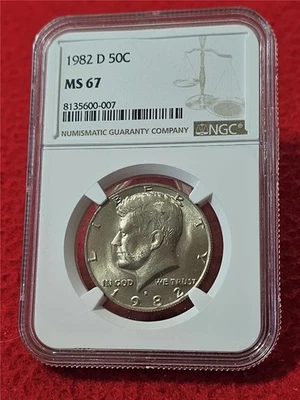 1982 D 50C
MS 67
8135600-007
NUMISMATIC GUARANTY COMPANY
NGC
LIBERTY
IN GOD WE TRUST
1982